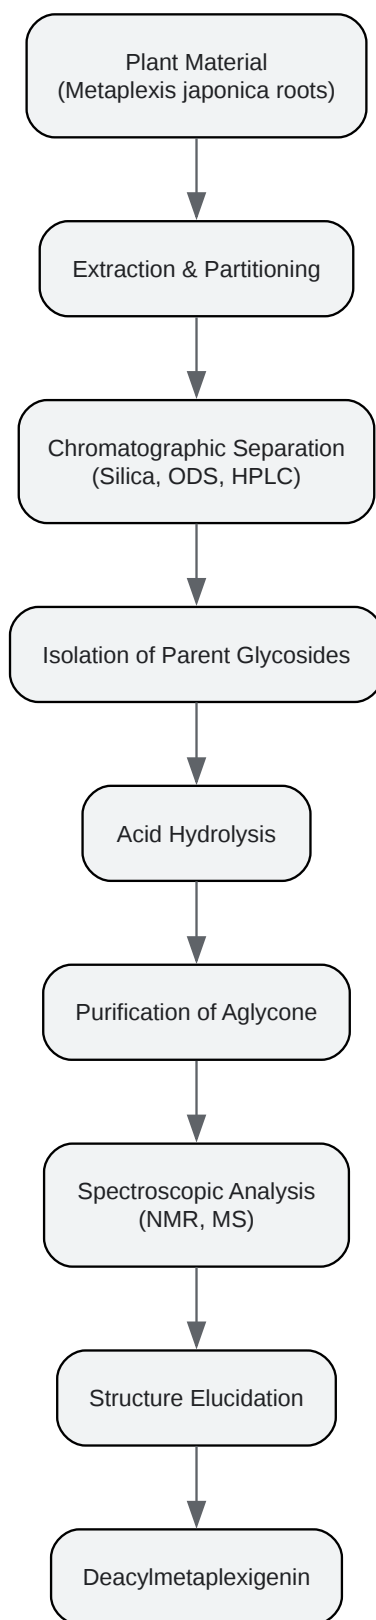 Plant Material
(Metaplexis japonica roots)
Extraction & Partitioning
Chromatographic Separation
(Silica, ODS, HPLC)
Isolation of Parent Glycosides
Acid Hydrolysis
Purification of Aglycone
Spectroscopic Analysis
(NMR, MS)
Structure Elucidation
Deacylmetaplexigenin